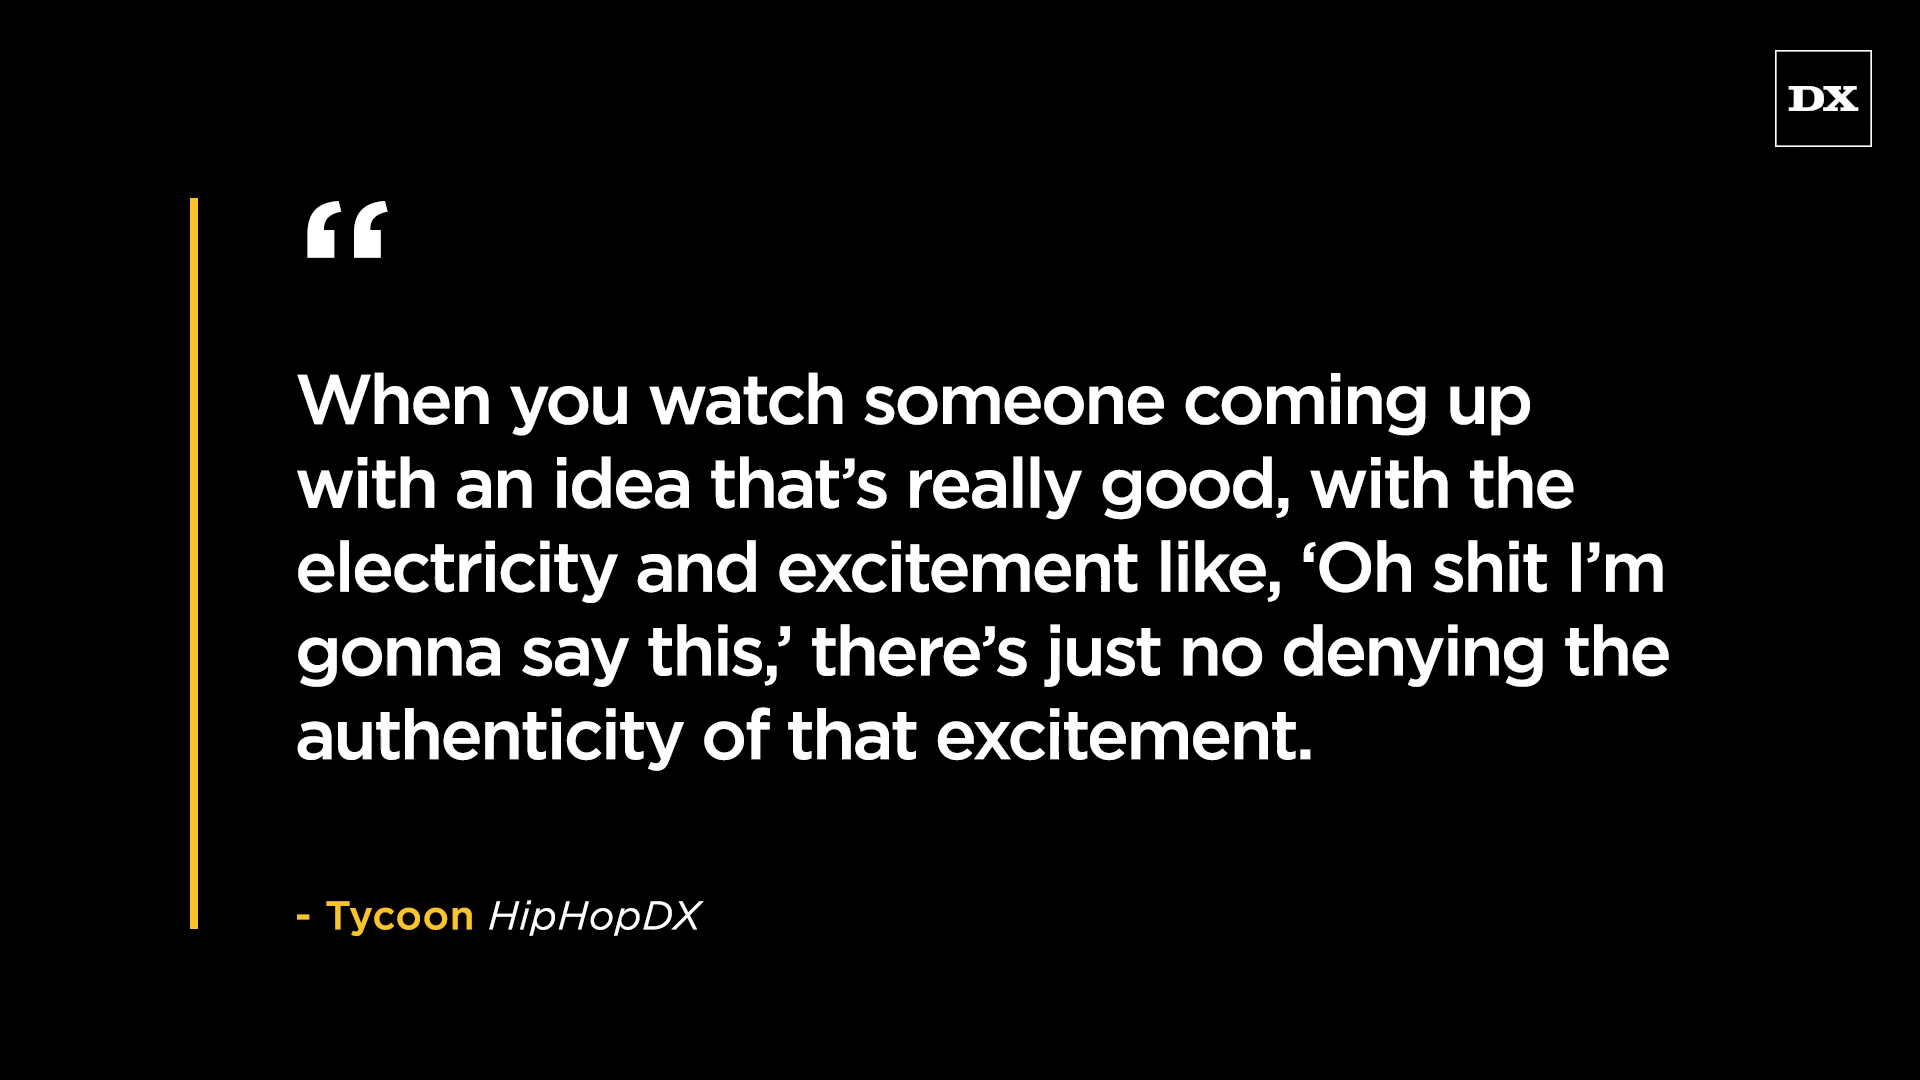 DX
“
When you watch someone coming up
with an idea that’s really good, with the
electricity and excitement like, ‘Oh shit I’m
gonna say this,’ there’s just no denying the
authenticity of that excitement.
- Tycoon HipHopDX